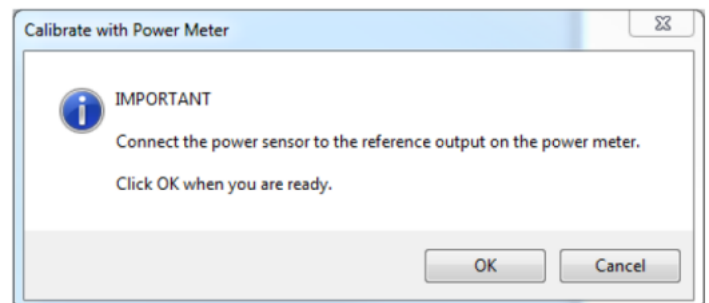 Calibrate with Power Meter
IMPORTANT
Connect the power sensor to the reference output on the power meter.
Click OK when you are ready.
OK
Cancel